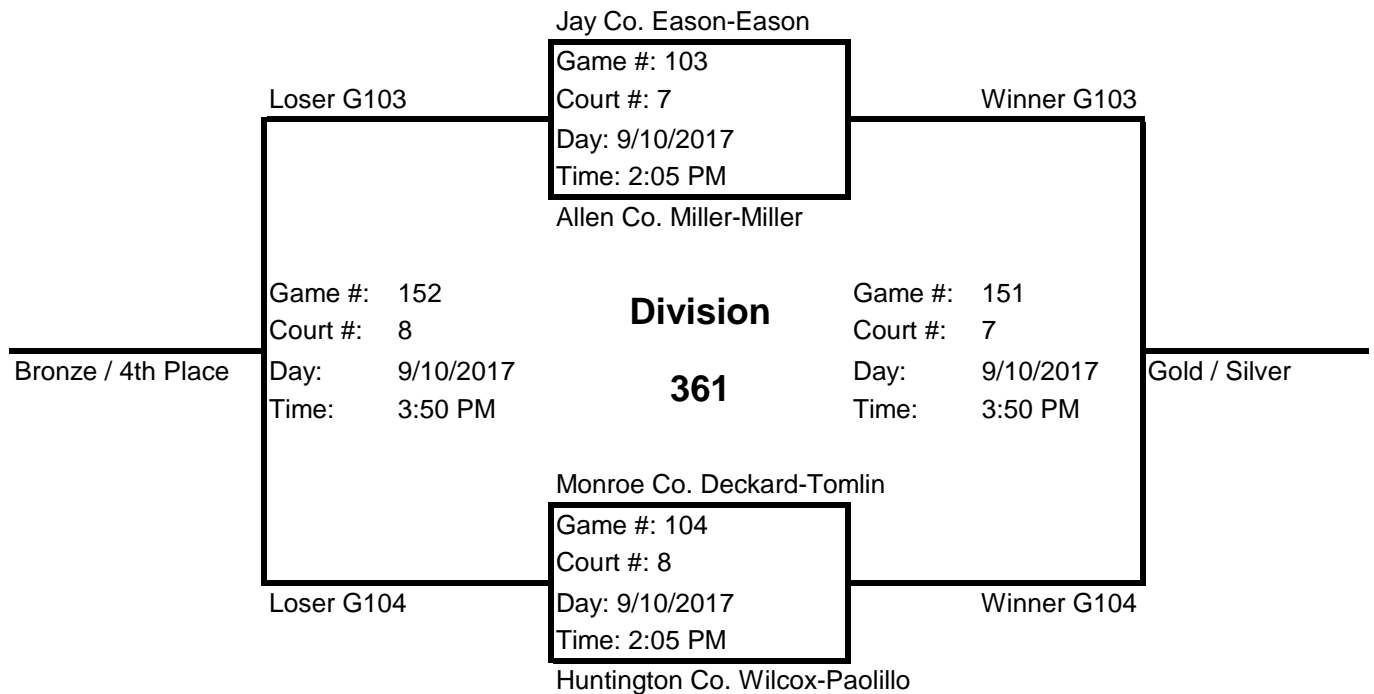 Jay Co. Eason-Eason
Game #: 103
Court #: 7
Day: 9/10/2017
Time: 2:05 PM
Allen Co. Miller-Miller
Loser G103
Winner G103
Game #: 152
Court #: 8
Day: 9/10/2017
Time: 3:50 PM
Bronze / 4th Place
Division
361
Game #: 151
Court #: 7
Day: 9/10/2017
Time: 3:50 PM
Gold / Silver
Monroe Co. Deckard-Tomlin
Game #: 104
Court #: 8
Day: 9/10/2017
Time: 2:05 PM
Huntington Co. Wilcox-Paolillo
Loser G104
Winner G104